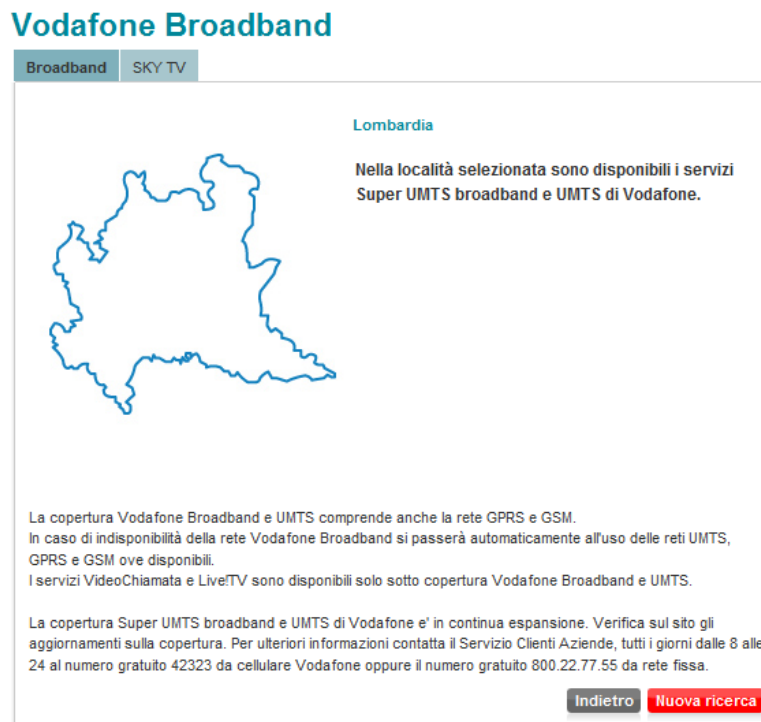 Vodafone Broadband
Broadband SKY TV
Lombardia
Nella località selezionata sono disponibili i servizi
Super UMTS broadband e UMTS di Vodafone.
La copertura Vodafone Broadband e UMTS comprende anche la rete GPRS e GSM.
In caso di indisponibilità della rete Vodafone Broadband si passerà automaticamente all'uso delle reti UMTS,
GPRS e GSM ove disponibili.
I servizi VideoChiamata e Live!TV sono disponibili solo sotto copertura Vodafone Broadband e UMTS.
La copertura Super UMTS broadband e UMTS di Vodafone e' in continua espansione. Verifica sul sito gli
aggiornamenti sulla copertura. Per ulteriori informazioni contatta il Servizio Clienti Aziende, tutti i giorni dalle 8 alle
24 al numero gratuito 42323 da cellulare Vodafone oppure il numero gratuito 800.22.77.55 da rete fissa.
Indietro Nuova ricerca